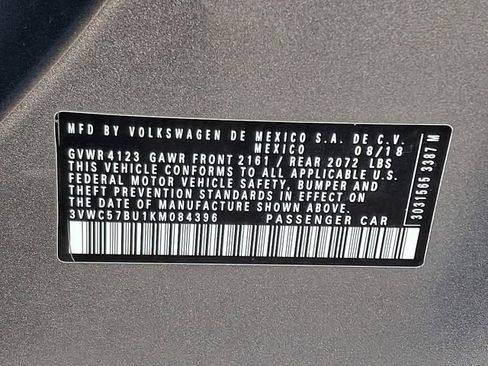 MFD BY VOLKSWAGEN DE MEXICO S.A. DE C.V.
MEXICO 08/18
GVWR 4123 GAWR FRONT 2161 / REAR 2072 LBS
THIS VEHICLE CONFORMS TO ALL APPLICABLE U.S.
FEDERAL MOTOR VEHICLE SAFETY, BUMPER AND
THEFT PREVENTION STANDARDS IN EFFECT ON
THE DATE OF MANUFACTURE SHOWN ABOVE.
3VWC57BU1KM084396 PASSENGER CAR
3031565 3387 M